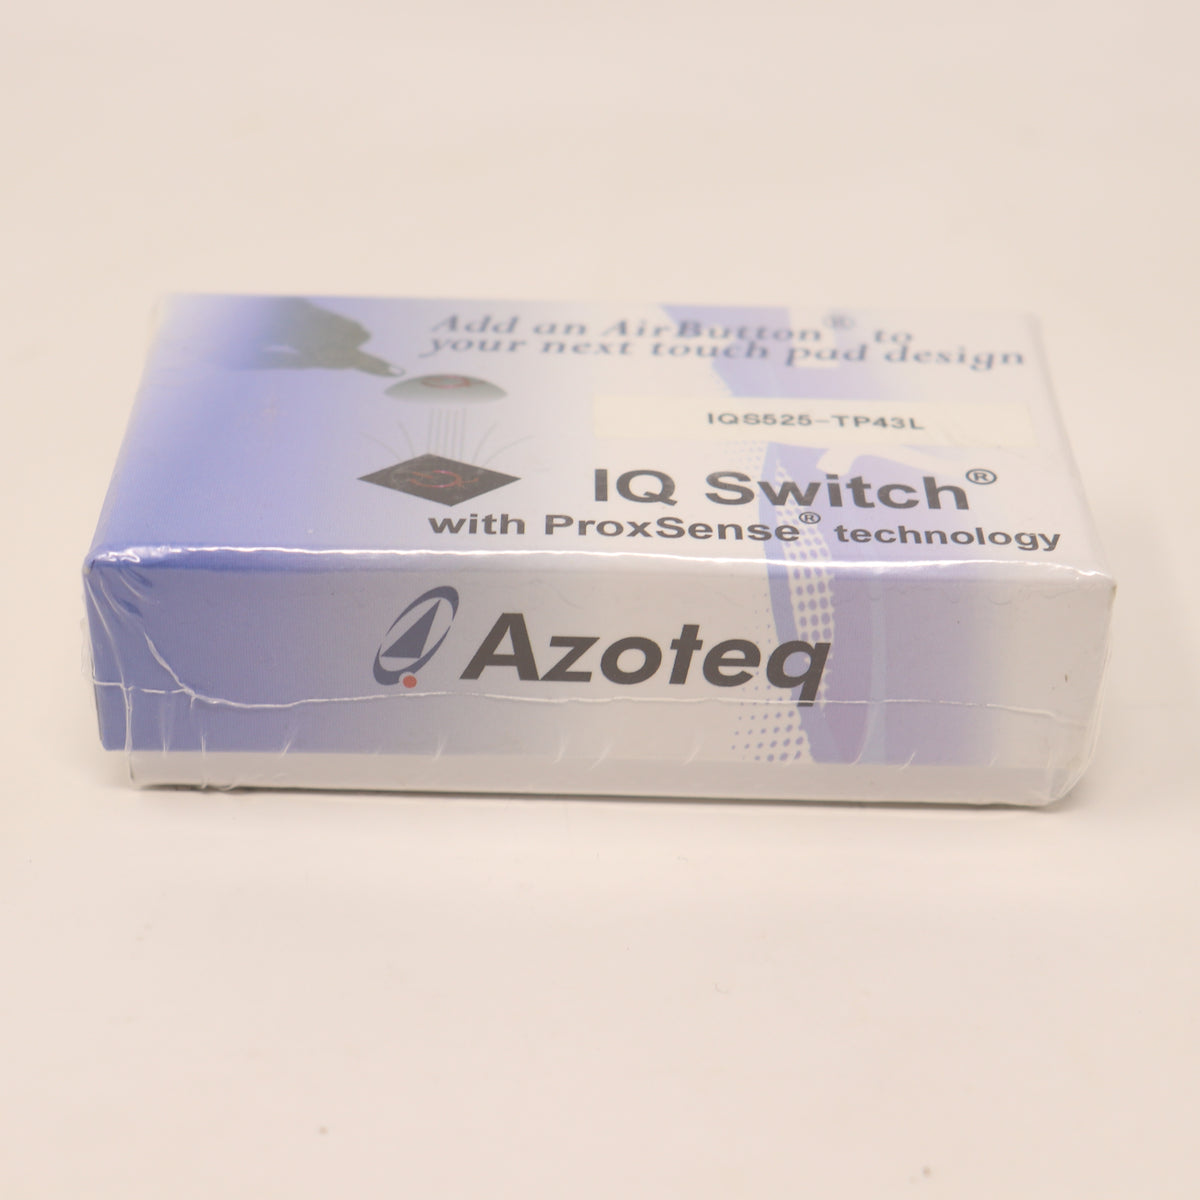 Add an AirButton® to
your next touch pad design
IQS525-TP43L
IQ Switch®
with ProxSense® technology
Azoteq